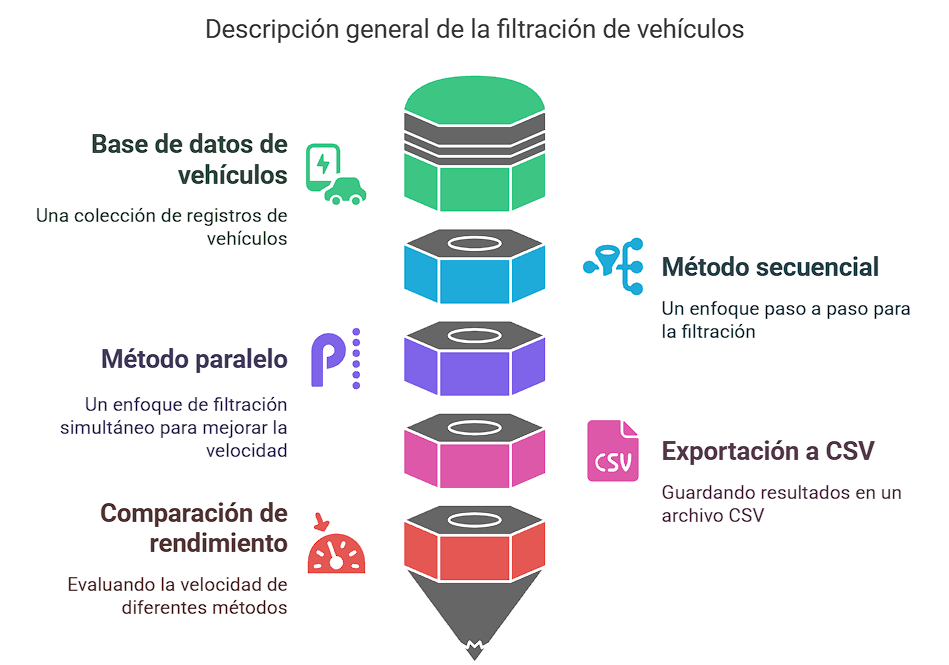 Descripción general de la filtración de vehículos
Base de datos de
vehículos
Una colección de registros de
vehículos
Método secuencial
Un enfoque paso a paso para
la filtración
Método paralelo
Un enfoque de filtración
simultáneo para mejorar la
velocidad
CSV
Exportación a CSV
Guardando resultados en un
archivo CSV
Comparación de
rendimiento
Evaluando la velocidad de
diferentes métodos